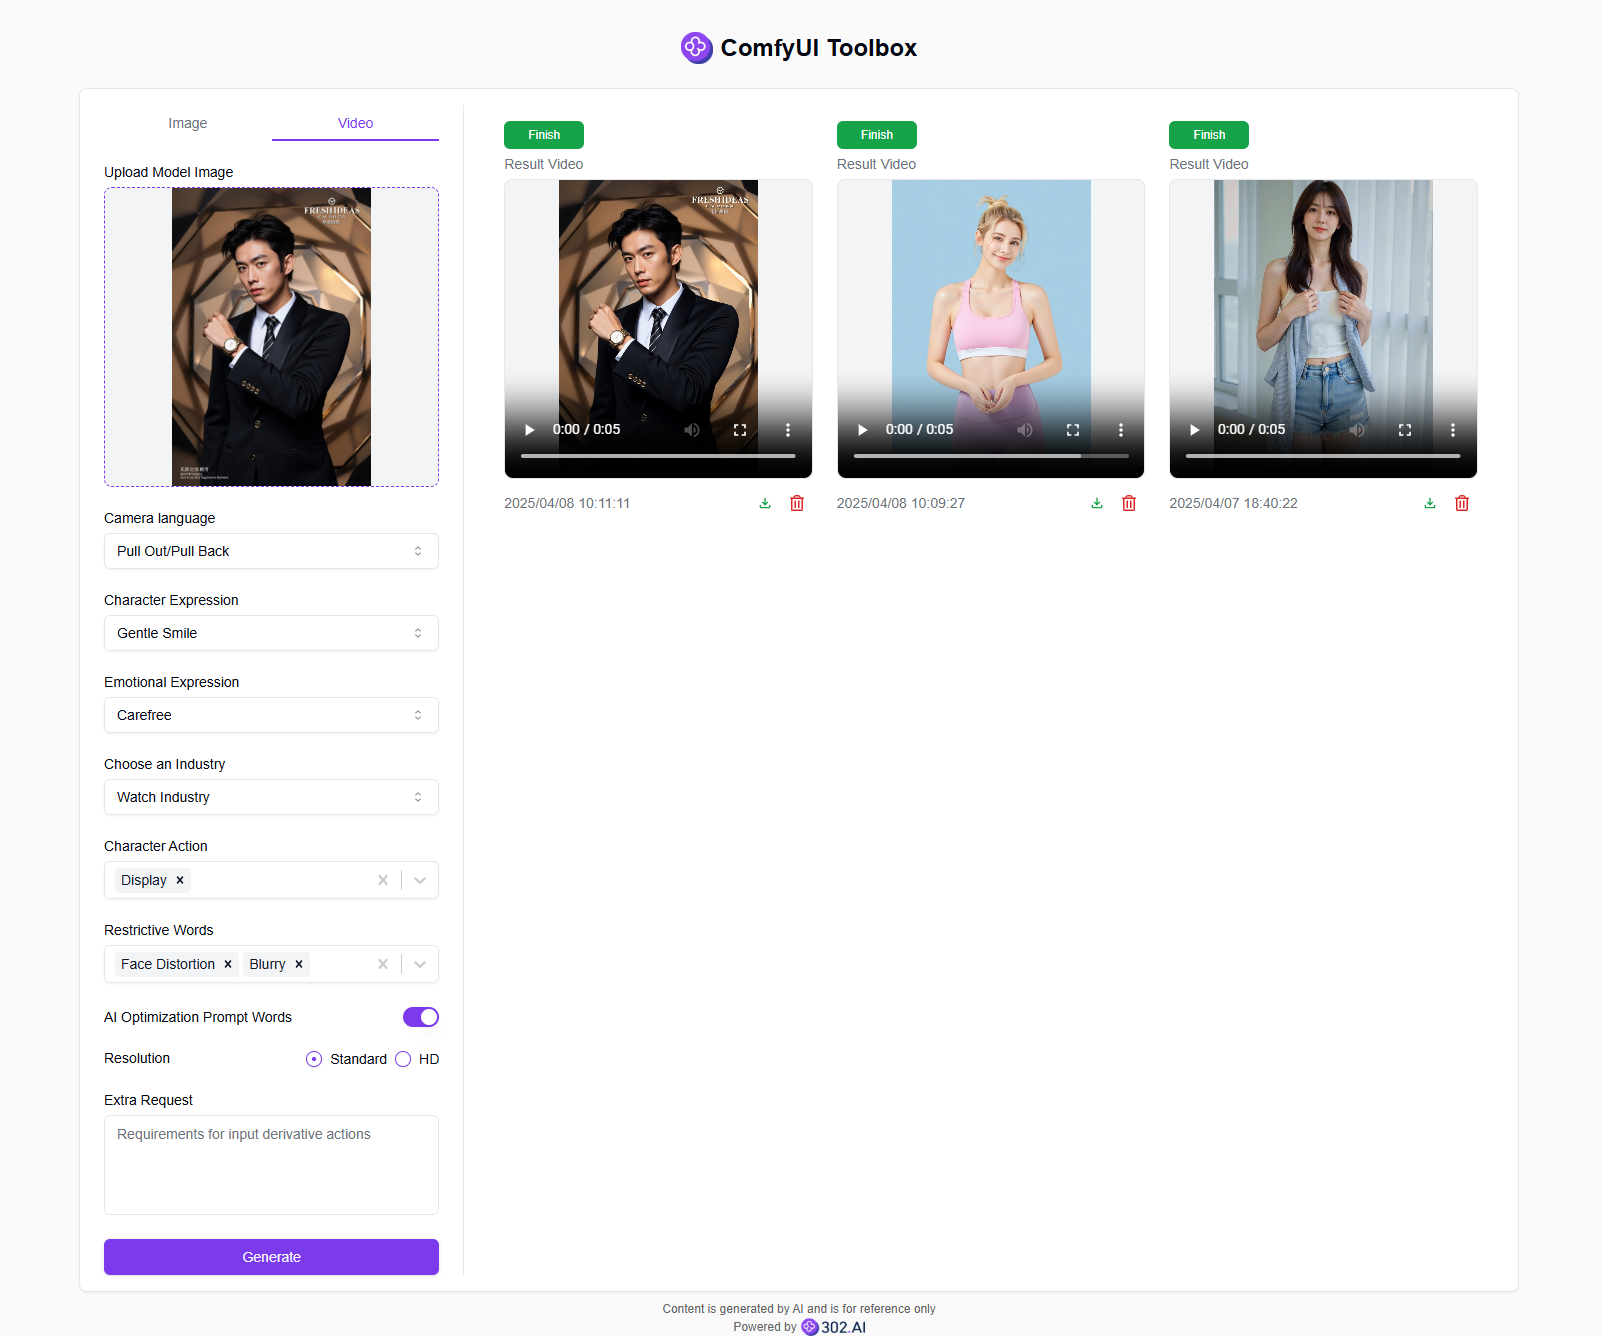 ComfyUI Toolbox
Image
Video
Upload Model Image
FRESHIDEAS
Camera language
Pull Out/Pull Back
Character Expression
Gentle Smile
Emotional Expression
Carefree
Choose an Industry
Watch Industry
Character Action
Display
Restrictive Words
Face Distortion
Blurry
AI Optimization Prompt Words
Resolution
Standard
HD
Extra Request
Requirements for input derivative actions
Generate
Finish
Result Video
FRESHIDEAS
0:00 / 0:05
2025/04/08 10:11:11
Finish
Result Video
0:00 / 0:05
2025/04/08 10:09:27
Finish
Result Video
0:00 / 0:05
2025/04/07 18:40:22
Content is generated by AI and is for reference only
Powered by 302.AI